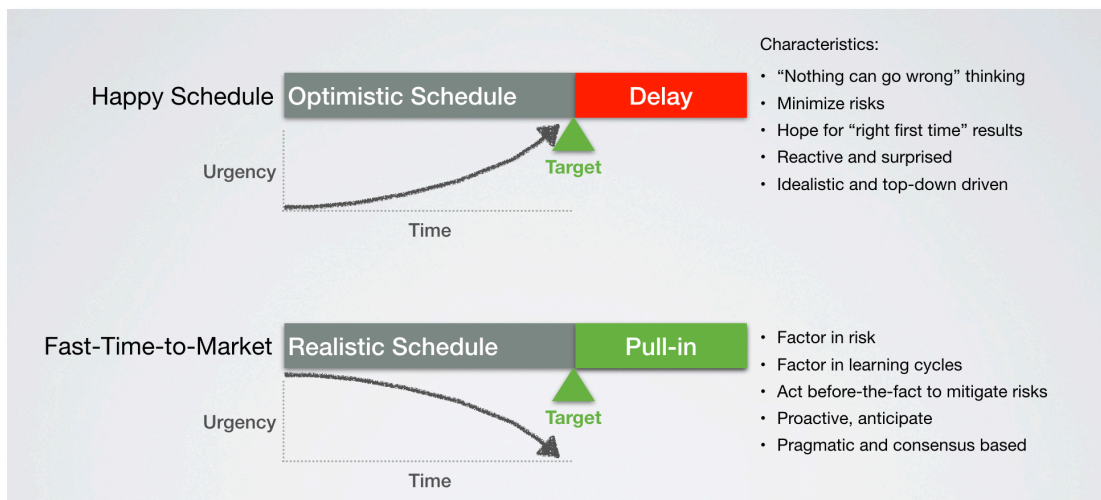 Characteristics:
Happy Schedule
Optimistic Schedule
Delay
• “Nothing can go wrong” thinking
• Minimize risks
• Hope for “right first time” results
• Reactive and surprised
• Idealistic and top-down driven
Urgency
Target
Time
Fast-Time-to-Market
Realistic Schedule
Pull-in
• Factor in risk
• Factor in learning cycles
• Act before-the-fact to mitigate risks
• Proactive, anticipate
• Pragmatic and consensus based
Urgency
Target
Time